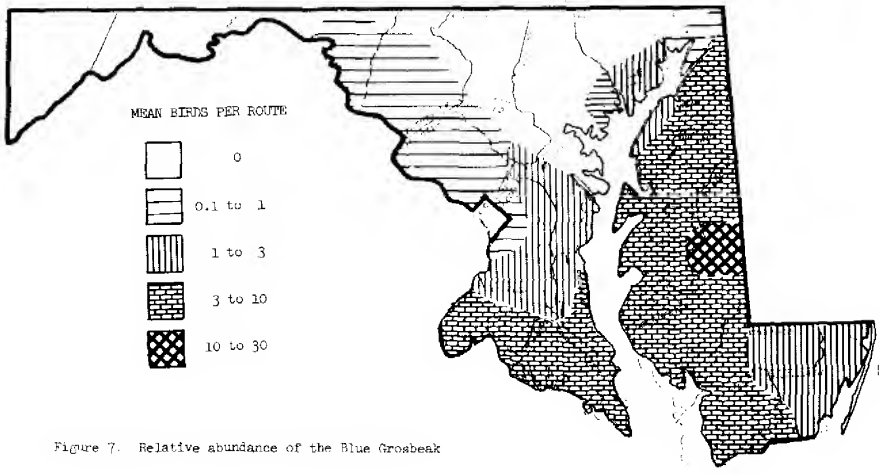 MEAN BIRDS PER ROUTE
0
0.1 to 1
1 to 3
3 to 10
10 to 30
Figure 7. Relative abundance of the Blue Grosbeak